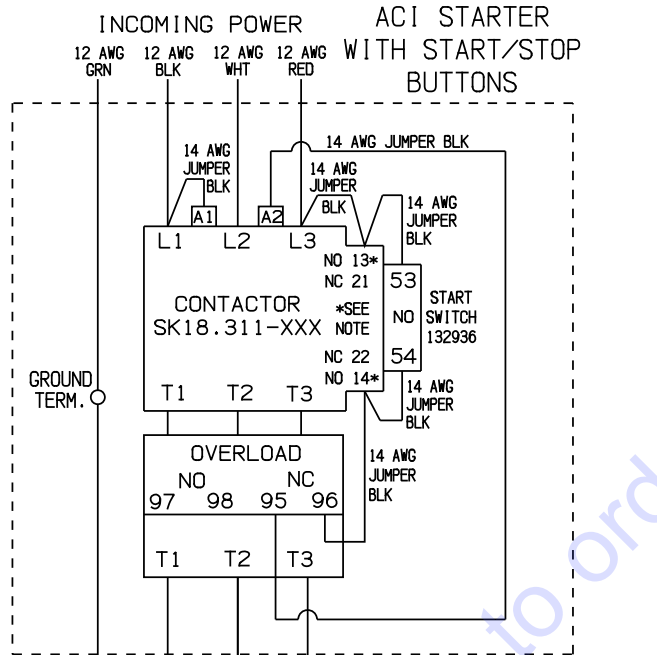 INCOMING POWER
ACI STARTER
WITH START/STOP
BUTTONS
12 AWG
GRN
12 AWG
BLK
12 AWG
WHT
12 AWG
RED
14 AWG
JUMPER
BLK
14 AWG JUMPER BLK
14 AWG
JUMPER
BLK
14 AWG
JUMPER
BLK
A1
A2
L1
L2
L3
NO 13*
NC 21
53
CONTACTOR
SK18.311-XXX
*SEE
NOTE
NO
START
SWITCH
132936
NC 22
NO 14*
54
GROUND
TERM.
T1
T2
T3
14 AWG
JUMPER
BLK
OVERLOAD
NO
NC
97
98
95
96
14 AWG
JUMPER
BLK
T1
T2
T3
to ord